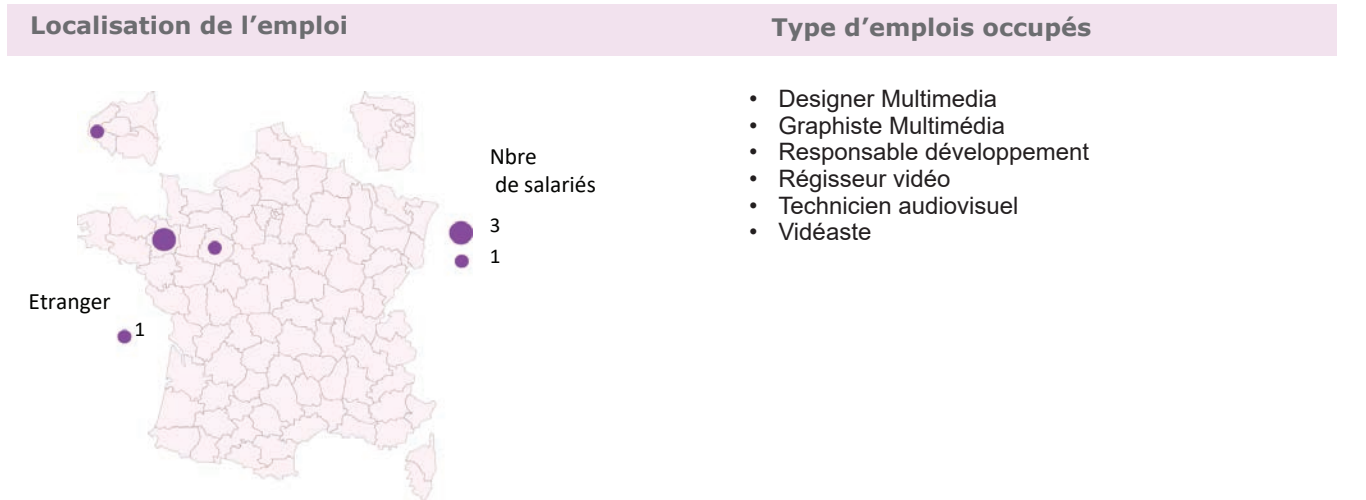 Localisation de l’emploi
Type d’emplois occupés
Nbre
de salariés
3
1
Etranger
1
• Designer Multimedia
• Graphiste Multimédia
• Responsable développement
• Régisseur vidéo
• Technicien audiovisuel
• Vidéaste